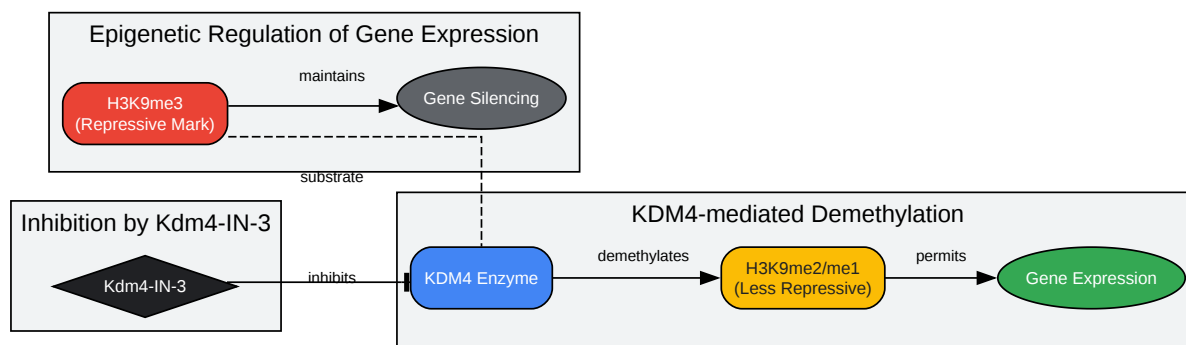 Epigenetic Regulation of Gene Expression
maintains
H3K9me3
(Repressive Mark)
Gene Silencing
substrate
Inhibition by Kdm4-IN-3
Kdm4-IN-3
inhibits
KDM4-mediated Demethylation
KDM4 Enzyme
demethylates
H3K9me2/me1
(Less Repressive)
permits
Gene Expression